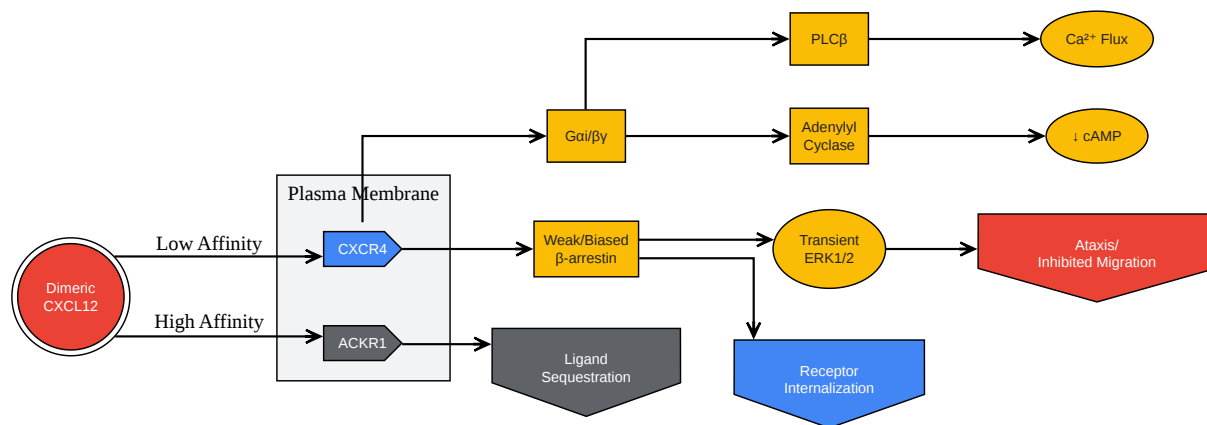 PLCβ
Ca²⁺ Flux
Gαi/βγ
Adenylyl
Cyclase
↓ cAMP
Plasma Membrane
Low Affinity
CXCR4
Weak/Biased
β-arrestin
Transient
ERK1/2
Ataxis/
Inhibited Migration
Dimeric
CXCL12
High Affinity
ACKR1
Ligand
Sequestration
Receptor
Internalization